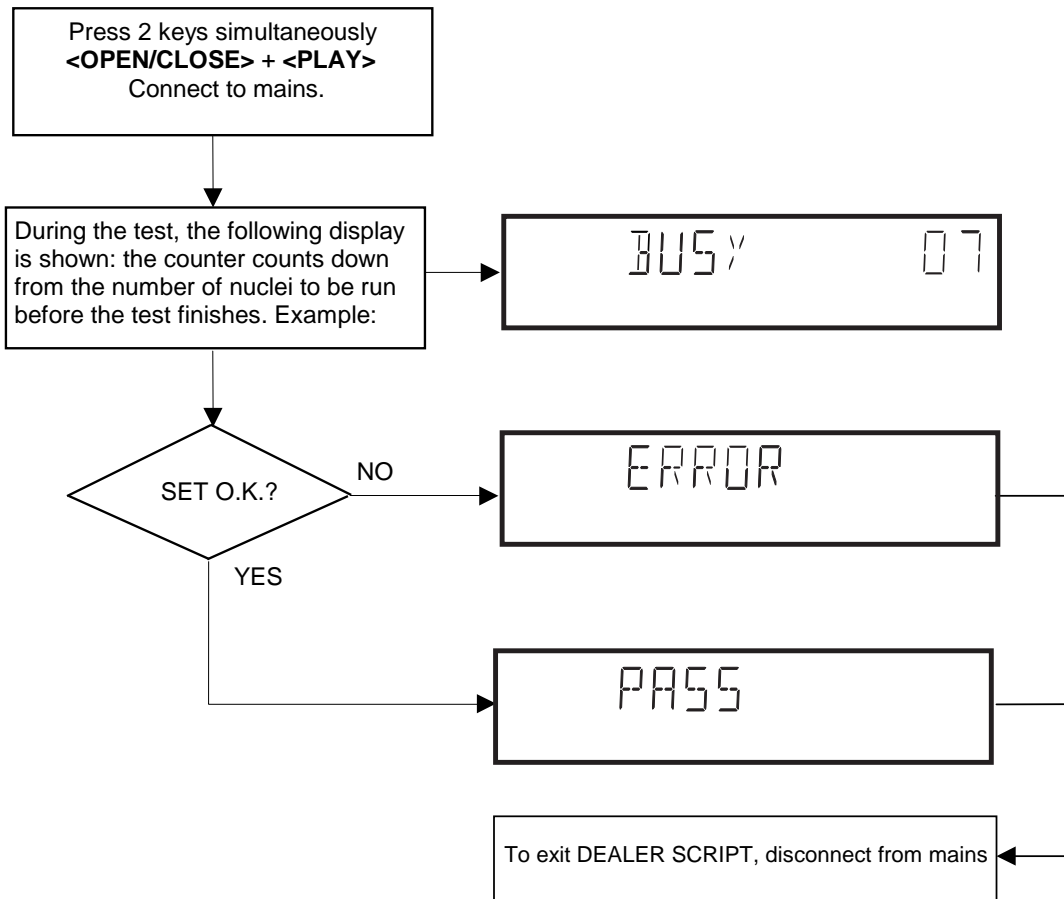 Press 2 keys simultaneously
<OPEN/CLOSE> + <PLAY>
Connect to mains.
During the test, the following display
is shown: the counter counts down
from the number of nuclei to be run
before the test finishes. Example:
BUSY 07
SET O.K.?
NO
ERROR
YES
PASS
To exit DEALER SCRIPT, disconnect from mains